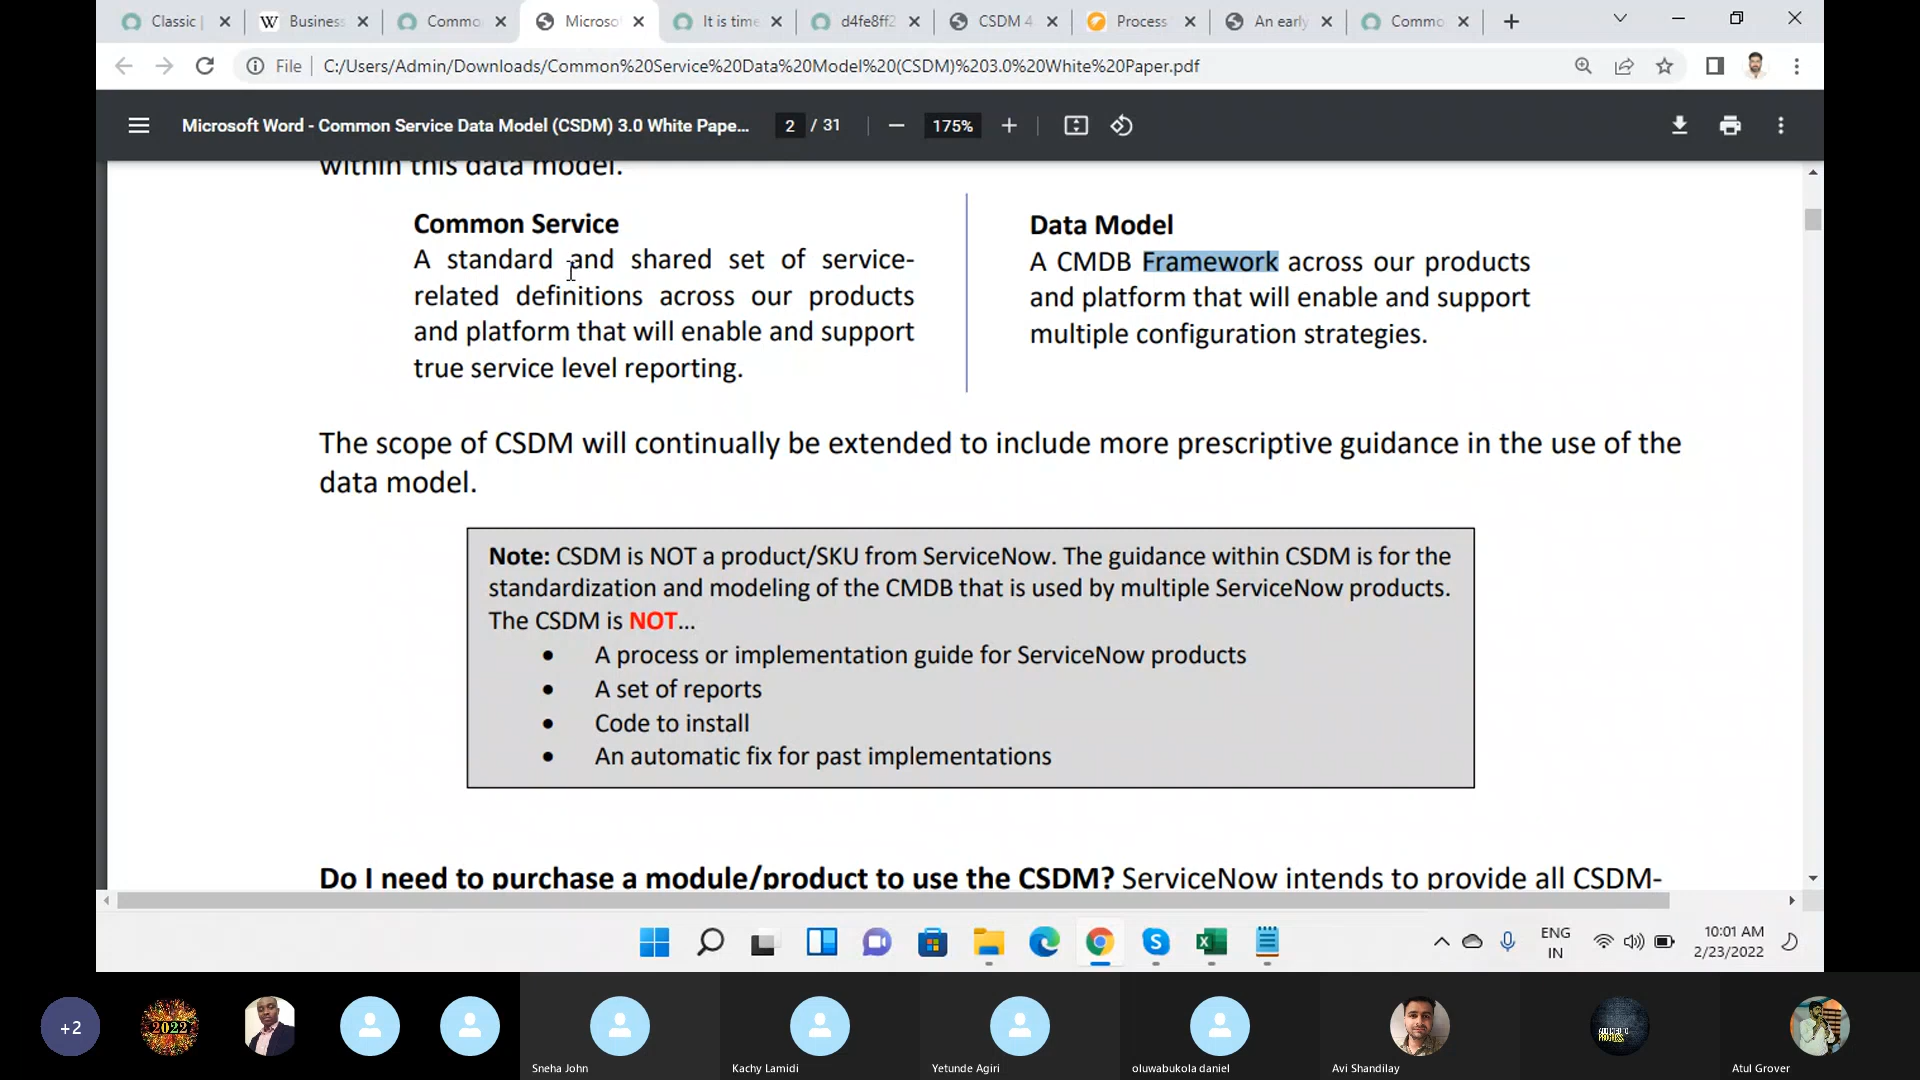 Classic |
Business
Commo
Microso
It is time
d4fe8ff2
CSDM 4
Process
An early
Commo
File
C:/Users/Admin/Downloads/Common%20Service%20Data%20Model%20(CSDM)%203.0%20White%20Paper.pdf
Microsoft Word - Common Service Data Model (CSDM) 3.0 White Pape...
2 / 31
175%
within this data model.
Common Service
A standard and shared set of service-
related definitions across our products
and platform that will enable and support
true service level reporting.
Data Model
A CMDB Framework across our products
and platform that will enable and support
multiple configuration strategies.
The scope of CSDM will continually be extended to include more prescriptive guidance in the use of the
data model.
Note: CSDM is NOT a product/SKU from ServiceNow. The guidance within CSDM is for the
standardization and modeling of the CMDB that is used by multiple ServiceNow products.
The CSDM is NOT...
• A process or implementation guide for ServiceNow products
• A set of reports
• Code to install
• An automatic fix for past implementations
Do I need to purchase a module/product to use the CSDM? ServiceNow intends to provide all CSDM-
ENG
IN
10:01 AM
2/23/2022
+2
2022
Sneha John
Kachy Lamidi
Yetunde Agiri
oluwabukola daniel
Avi Shandilay
Atul Grover